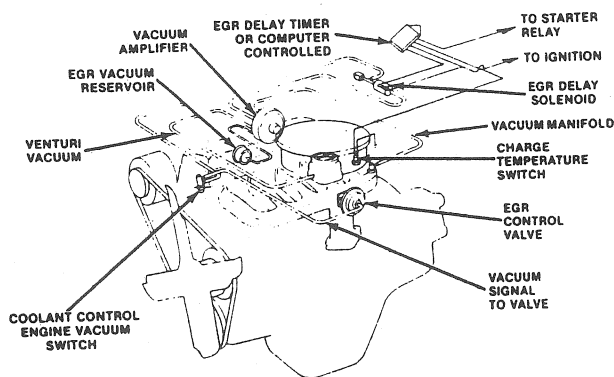 EGR DELAY TIMER
OR COMPUTER
CONTROLLED
TO STARTER
RELAY
VACUUM
AMPLIFIER
TO IGNITION
EGR VACUUM
RESERVOIR
EGR DELAY
SOLENOID
VENTURI
VACUUM
VACUUM MANIFOLD
CHARGE
TEMPERATURE
SWITCH
EGR
CONTROL
VALVE
VACUUM
SIGNAL
TO VALVE
COOLANT CONTROL
ENGINE VACUUM
SWITCH